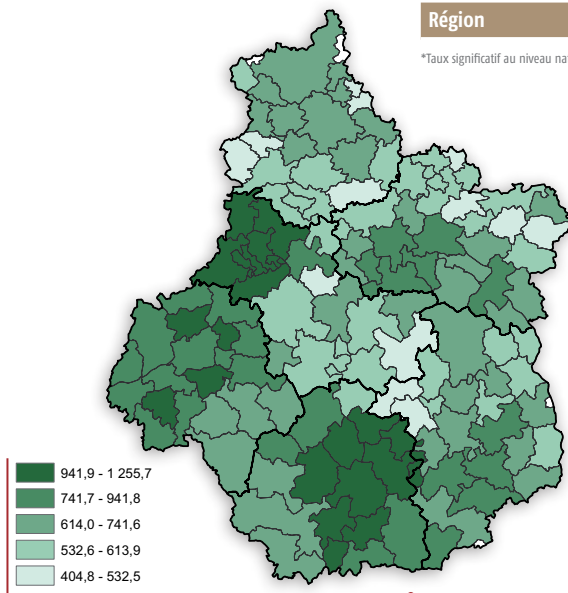 Région
*Taux significatif au niveau na
941,9 - 1 255,7
741,7 - 941,8
614,0 - 741,6
532,6 - 613,9
404,8 - 532,5